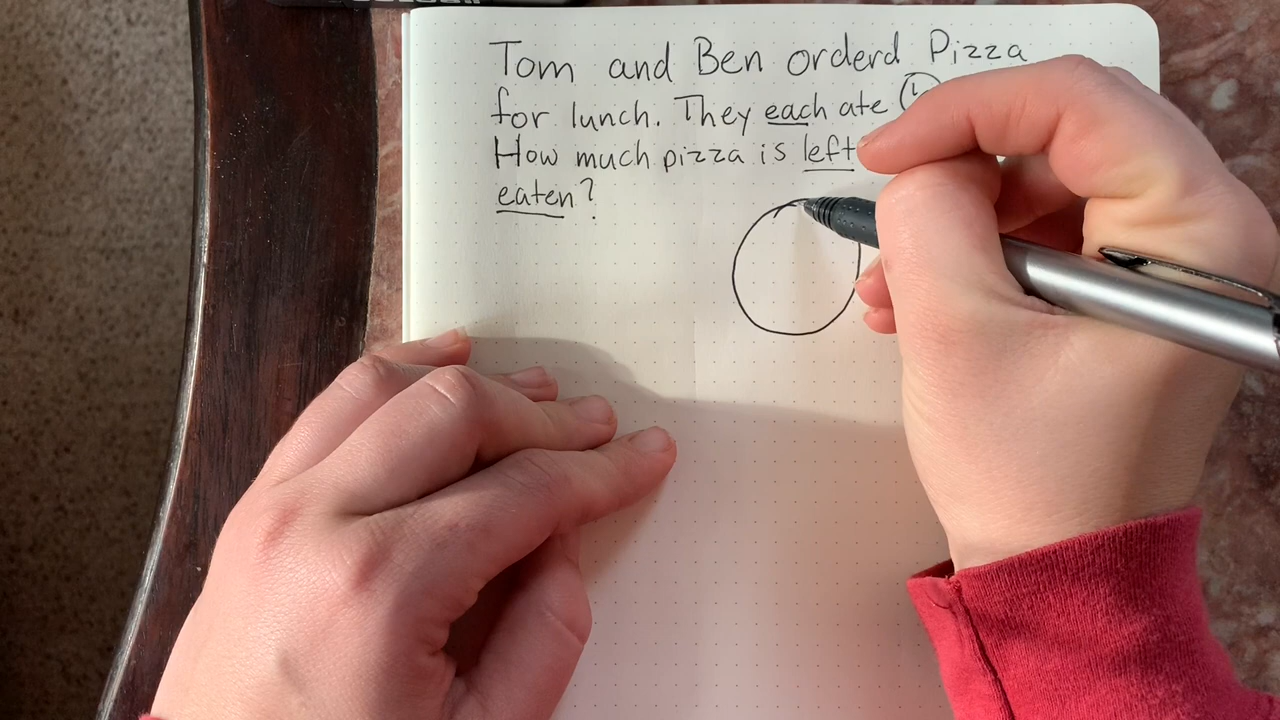 Tom and Ben orderd Pizza
for lunch. They each ate
How much pizza is left
eaten?